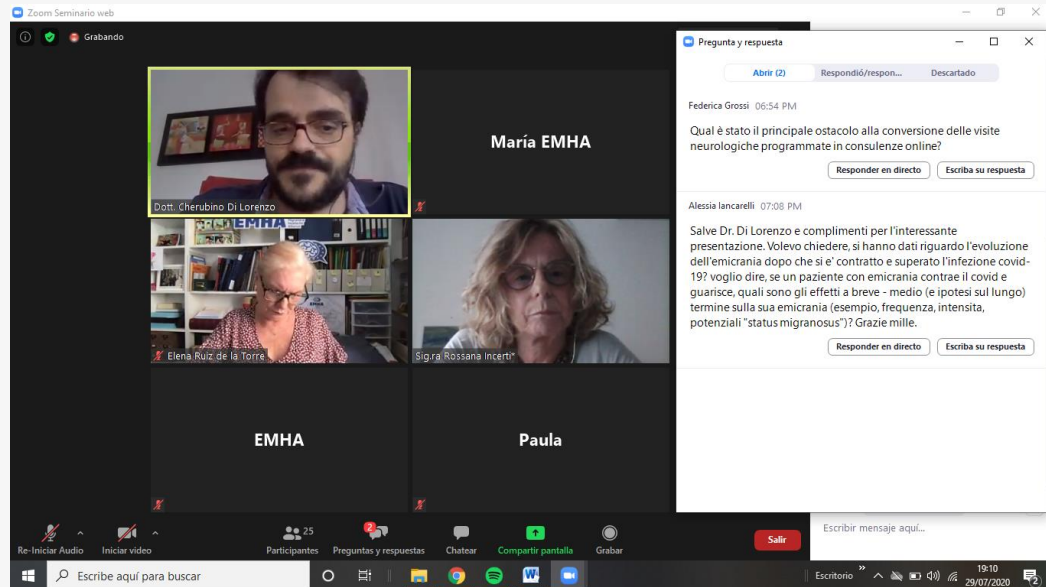 Zoom Seminario web
Grabando
Dott. Cherubino Di Lorenzo
María EMHA
EMHA
Elena Ruiz de la Torre
Sig.ra Rossana Incerti*
EMHA
Paula
Pregunta y respuesta
Abrir (2)
Respondió/respon...
Descartado
Federica Grossi 06:54 PM
Qual è stato il principale ostacolo alla conversione delle visite
neurologiche programmate in consulenze online?
Responder en directo
Escriba su respuesta
Alessia Iancarelli 07:08 PM
Salve Dr. Di Lorenzo e complimenti per l'interessante
presentazione. Volevo chiedere, si hanno dati riguardo l'evoluzione
dell'emicrania dopo che si e' contratto e superato l'infezione covid-
19? voglio dire, se un paziente con emicrania contrae il covid e
guarisce, quali sono gli effetti a breve - medio (e ipotesi sul lungo)
termine sulla sua emicrania (esempio, frequenza, intensita,
potenziali "status migranosus")? Grazie mille.
Responder en directo
Escriba su respuesta
Escribir mensaje aquí...
Re-Iniciar Audio
Iniciar video
25
Participantes
2
Preguntas y respuestas
Chatear
Compartir pantalla
Grabar
Salir
Escribe aquí para buscar
Escritorio
19:10
29/07/2020
2